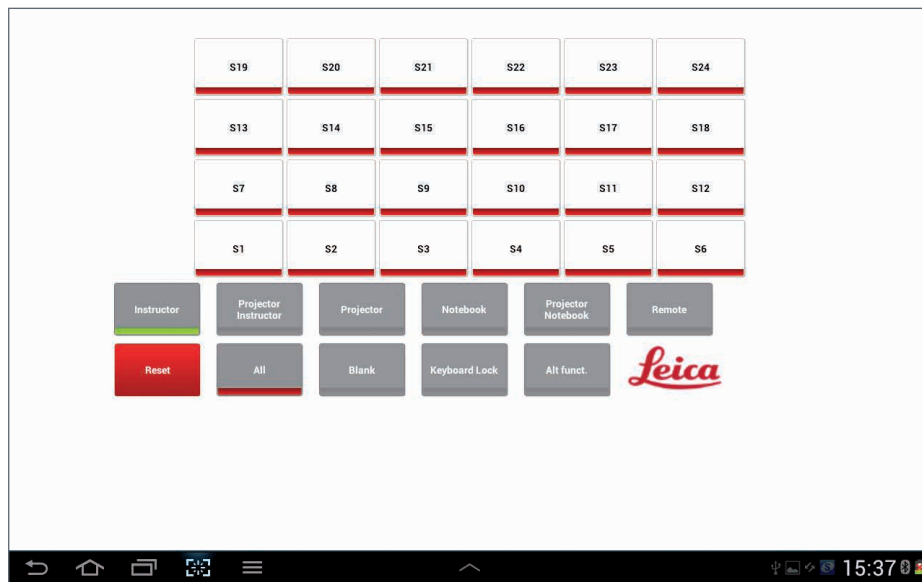 S19 S20 S21 S22 S23 S24
S13 S14 S15 S16 S17 S18
S7 S8 S9 S10 S11 S12
S1 S2 S3 S4 S5 S6
Instructor Projector Instructor Projector Notebook Projector Notebook Remote
Reset All Blank Keyboard Lock Alt funct. Leica
15:37